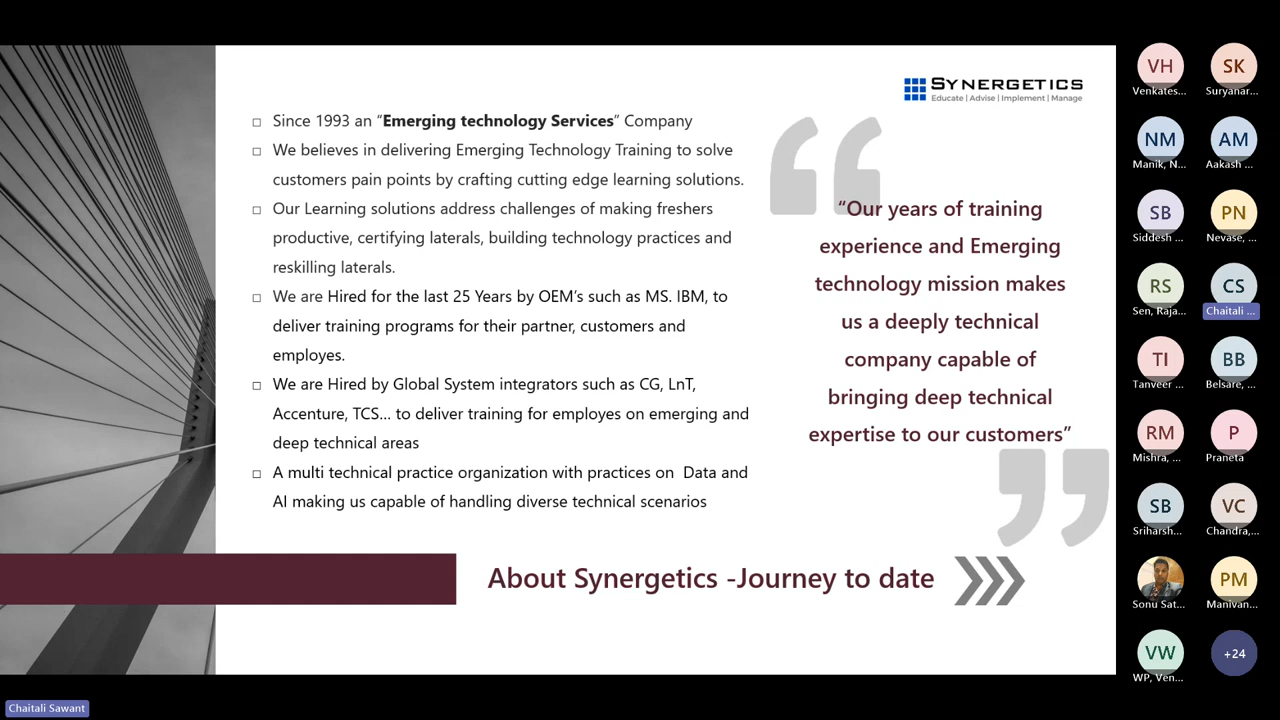 SYNERGETICS
Educate | Advise | Implement | Manage
□ Since 1993 an “Emerging technology Services” Company
□ We believes in delivering Emerging Technology Training to solve
customers pain points by crafting cutting edge learning solutions.
□ Our Learning solutions address challenges of making freshers
productive, certifying laterals, building technology practices and
reskilling laterals.
□ We are Hired for the last 25 Years by OEM’s such as MS. IBM, to
deliver training programs for their partner, customers and
employes.
□ We are Hired by Global System integrators such as CG, LnT,
Accenture, TCS... to deliver training for employes on emerging and
deep technical areas
□ A multi technical practice organization with practices on  Data and
AI making us capable of handling diverse technical scenarios
“Our years of training
experience and Emerging
technology mission makes
us a deeply technical
company capable of
bringing deep technical
expertise to our customers”
About Synergetics -Journey to date
VH
Venkates...
SK
Suryanar...
NM
Manik, N...
AM
Aakash ...
SB
Siddesh ...
PN
Nevase, ...
RS
Sen, Raja...
CS
Chaitali ...
TI
Tanveer ...
BB
Belsare, ...
RM
Mishra, ...
P
Praneta
SB
Sriharsh...
VC
Chandra,...
Sonu Sat...
PM
Manivan...
VW
WP, Ven...
+24
Chaitali Sawant